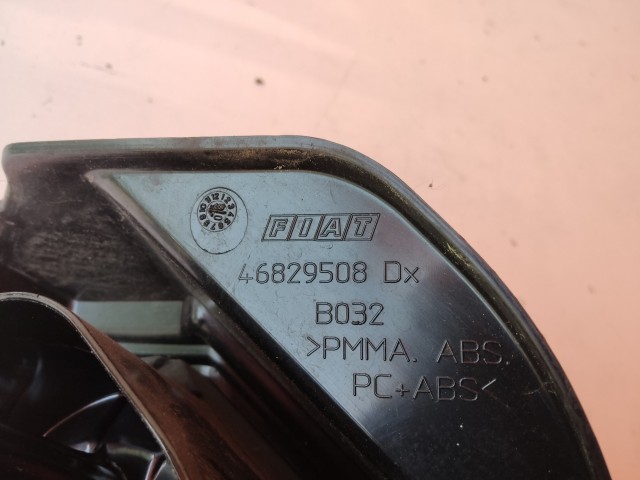 FIAT
46829508 Dx
B032
>PMMA. ABS.
PC+ABS<